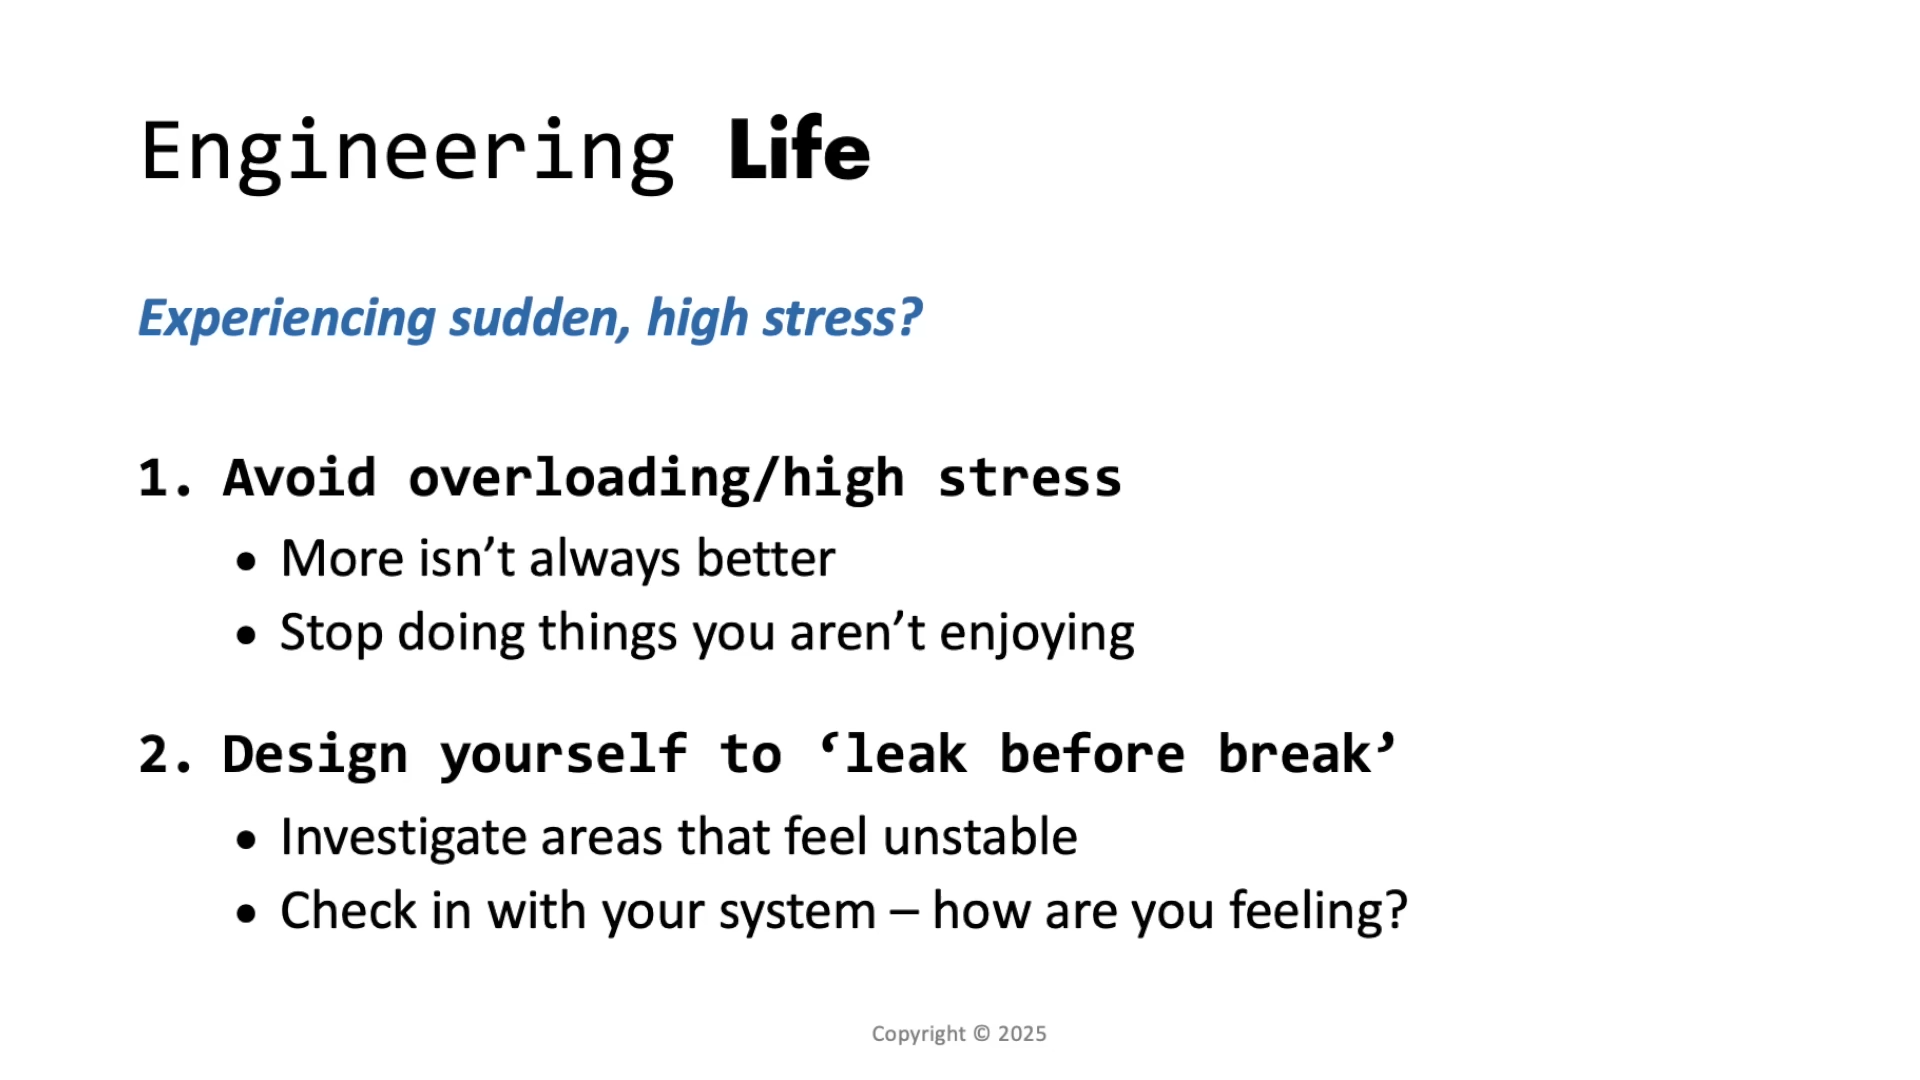 Engineering Life
Experiencing sudden, high stress?
1. Avoid overloading/high stress
• More isn’t always better
• Stop doing things you aren’t enjoying
2. Design yourself to ‘leak before break’
• Investigate areas that feel unstable
• Check in with your system – how are you feeling?
Copyright © 2025